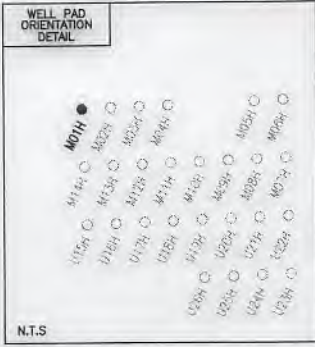 WELL PAD
ORIENTATION
DETAIL
M01H M02H M03H M04H M05H M06H
M14H M13H M12H M11H M10H M09H M08H M07H
U15H U16H U17H U18H U19H U20H U21H U22H
U26H U25H U24H U23H
N.T.S